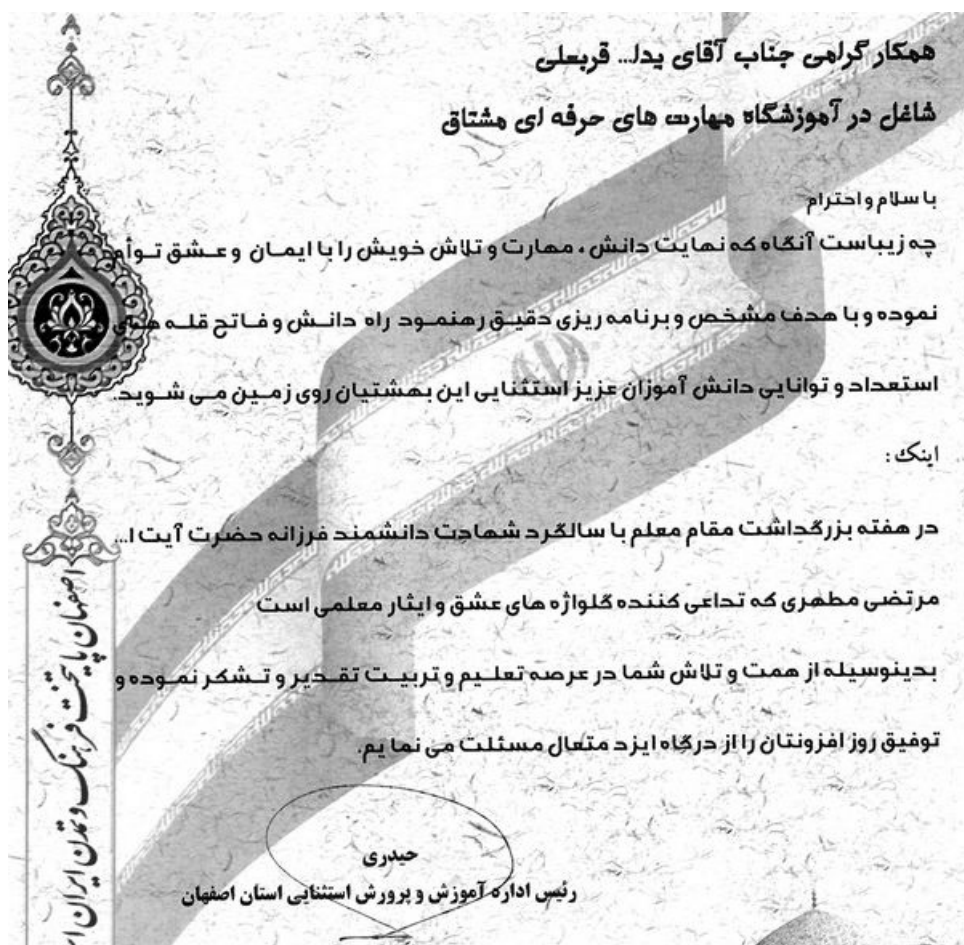 همکار گرامی جناب آقای یدا... قربعلی
شاغل در آموزشگاه مهارت های حرفه ای مشتاق
با سلام و احترام
چه زیباست آنگاه که نهایت دانش ، مهارت و تلاش خویش را با ایمان و عشق توأم
نموده و با هدف مشخص و برنامه ریزی دقیق رهنمود راه دانش و فاتح قله های
استعداد و توانایی دانش آموزان عزیز استثنایی این بهشتیان روی زمین می شوید.
اینک :
در هفته بزرگداشت مقام معلم با سالگرد شهادت دانشمند فرزانه حضرت آیت ا...
مرتضی مطهری که تداعی کننده گلواژه های عشق و ایثار معلمی است
بدینوسیله از همت و تلاش شما در عرصه تعلیم و تربیت تقدیر و تشکر نموده و
توفیق روز افزونتان را از درگاه ایزد متعال مسئلت می نما یم.
حیدری
رئیس اداره آموزش و پرورش استثنایی استان اصفهان
اصفهان پایتخت فرهنگ و تمدن ایران